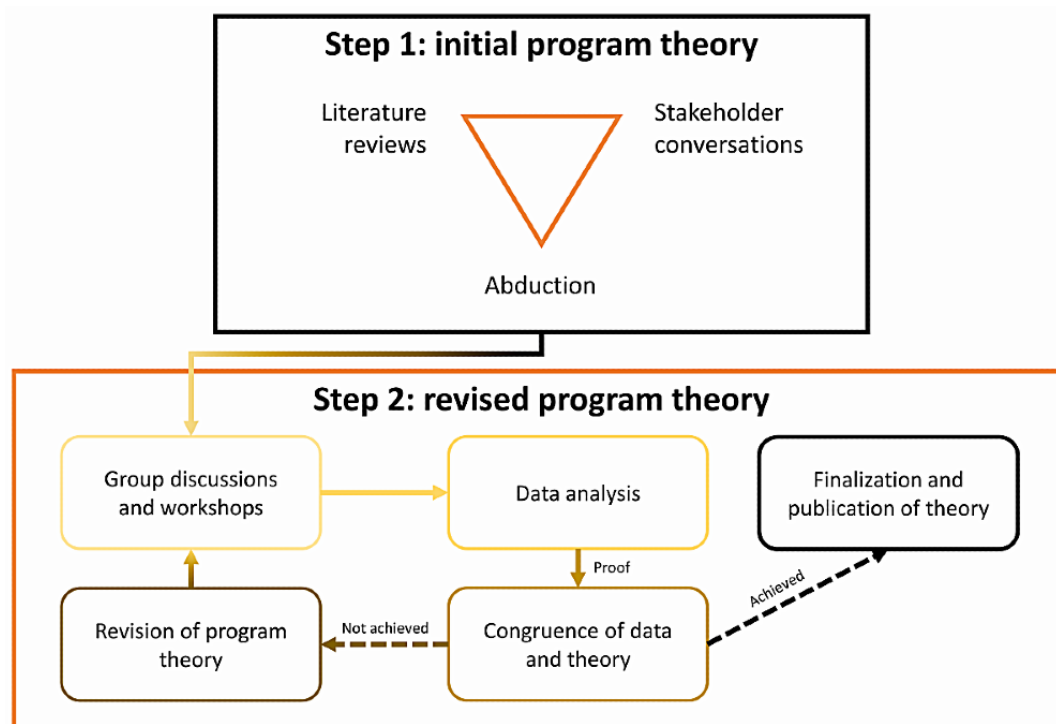 Step 1: initial program theory
Literature
reviews
Stakeholder
conversations
Abduction
Step 2: revised program theory
Group discussions
and workshops
Data analysis
Finalization and
publication of theory
Proof
Achieved
Revision of program
theory
Not achieved
Congruence of data
and theory